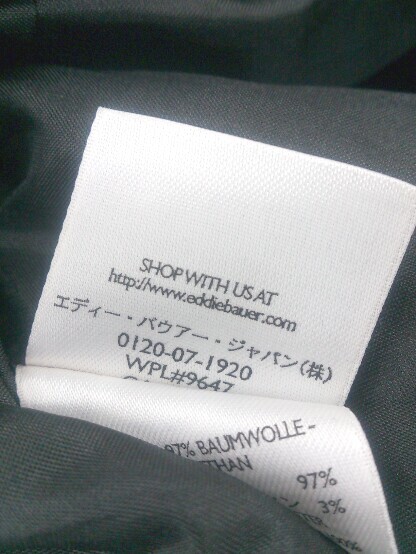 SHOP WITH US AT
http://www.eddiebauer.com
エディー・バウアー・ジャパン(株)
0120-07-1920
WPL#9647
97% BAUMWOLLE-
97%
3%